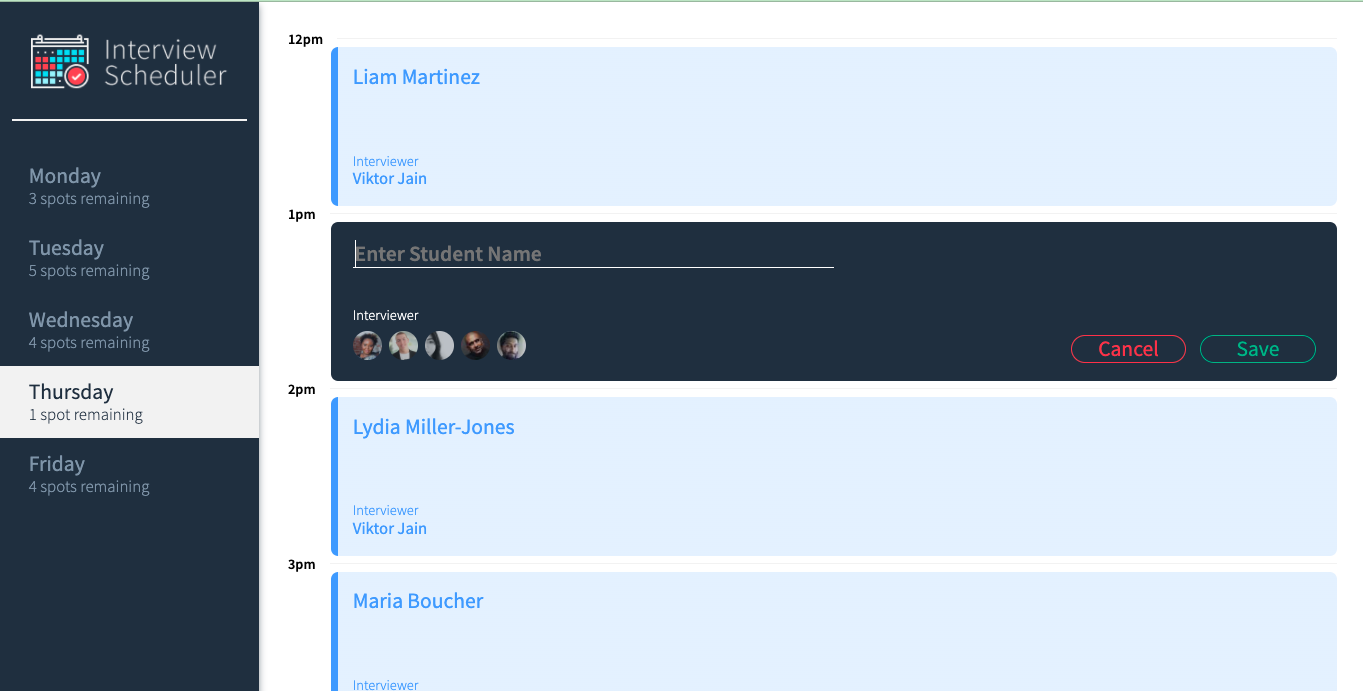 Interview
Scheduler
Monday
3 spots remaining
Tuesday
5 spots remaining
Wednesday
4 spots remaining
Thursday
1 spot remaining
Friday
4 spots remaining
12pm
Liam Martinez
Interviewer
Viktor Jain
1pm
Enter Student Name
Interviewer
Cancel
Save
2pm
Lydia Miller-Jones
Interviewer
Viktor Jain
3pm
Maria Boucher
Interviewer